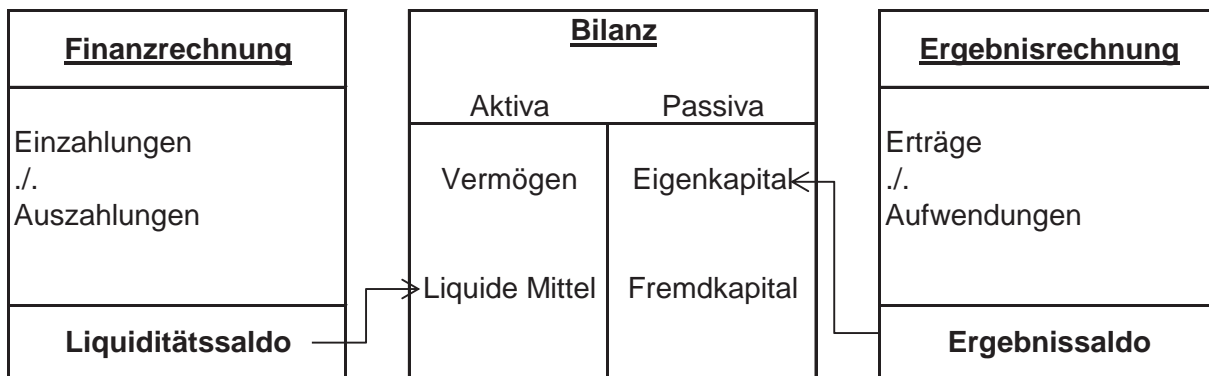 Finanzrechnung
Einzahlungen
./.
Auszahlungen
Liquiditätssaldo
Bilanz
Aktiva Passiva
Vermögen Eigenkapital
Liquide Mittel Fremdkapital
Ergebnisrechnung
Erträge
./.
Aufwendungen
Ergebnissaldo